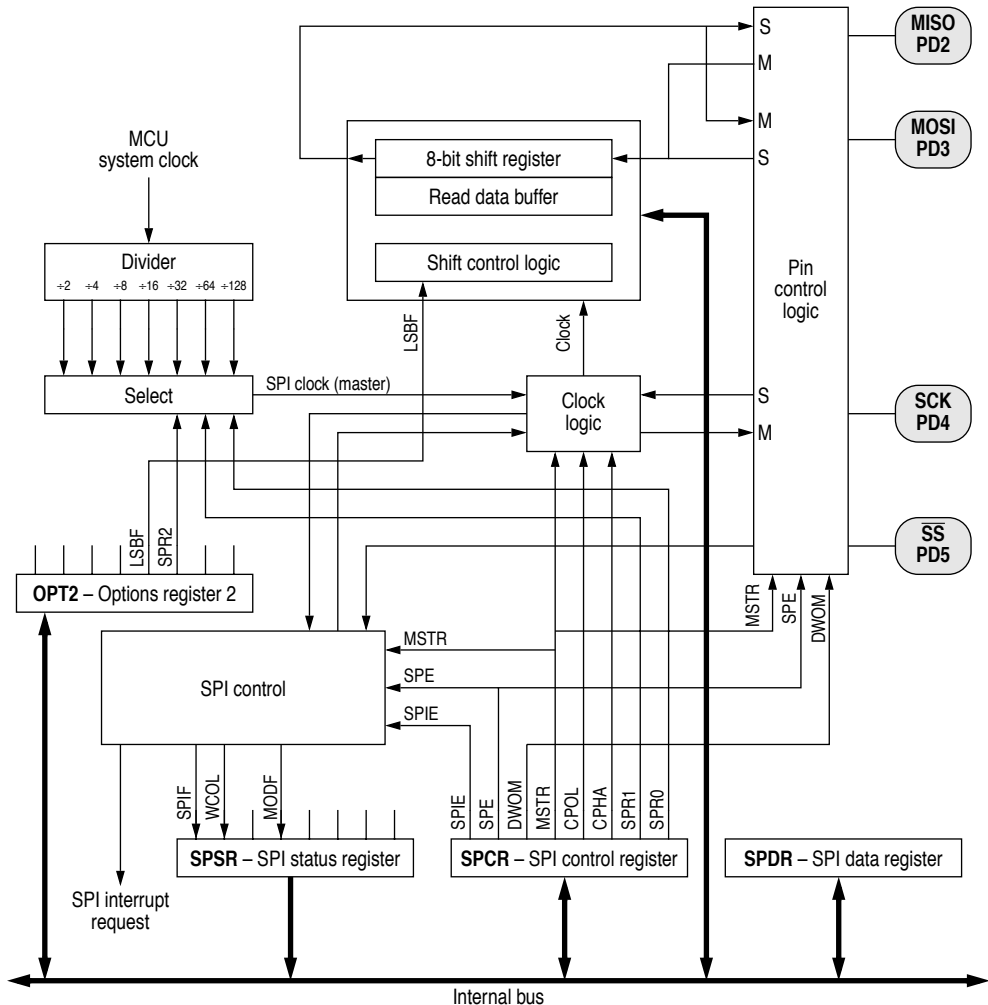 S
MISO
PD2
M
M
MOSI
PD3
MCU
system clock
8-bit shift register
S
Read data buffer
Divider
÷2 ÷4 ÷8 ÷16 ÷32 ÷64 ÷128
Shift control logic
Pin
control
logic
LSBF
Clock
Select
SPI clock (master)
Clock
logic
S
M
SCK
PD4
LSBF
SPR2
SS
PD5
OPT2 – Options register 2
MSTR
SPE
DWOM
SPI control
MSTR
SPE
SPIE
SPIF
WCOL
MODF
SPIE
SPE
DWOM
MSTR
CPOL
CPHA
SPR1
SPR0
SPSR – SPI status register
SPCR – SPI control register
SPDR – SPI data register
SPI interrupt
request
Internal bus